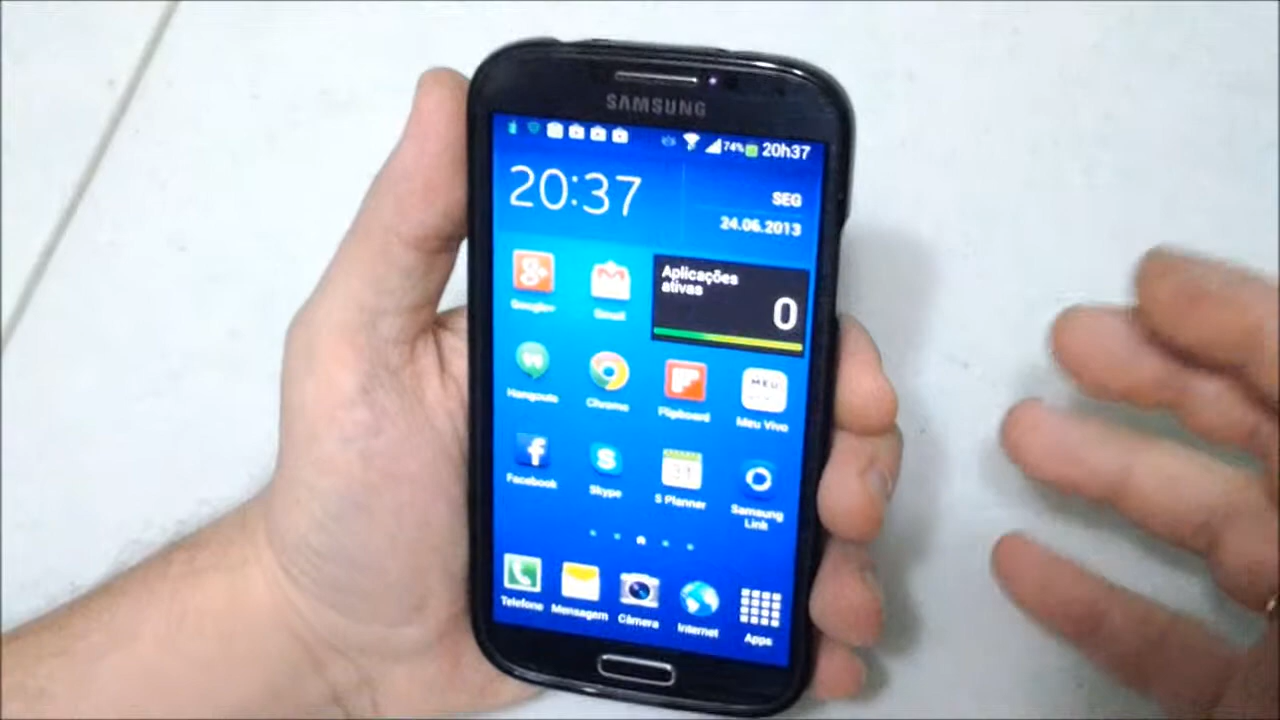 SAMSUNG
74% 20h37
20:37
SEG
24.06.2013
Aplicações
ativas
0
Google+
Gmail
Hangouts
Chrome
Flipboard
MEU
Meu Vivo
Facebook
Skype
31
S Planner
Samsung
Link
Telefone
Mensagem
Câmera
Internet
Apps